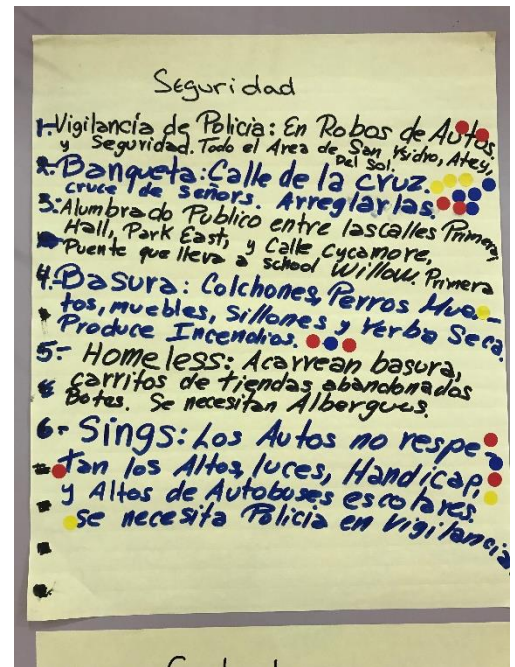 Seguridad
1-Vigilancia de Policia: En Robos de Autos
y Seguridad. Todo el Area de San Ysidro, Atey,
Del Sol.
2-Banqueta: Calle de la cruz.
cruce de señors. Arreglarlas.
3:Alumbrado Publico entre lascalles Primera,
Hall, Park East, y Calle Cycamore,
Puente que lleva a school Willow. Primera
4-Basura: Colchones, Perros Muer-
tos, muebles, Sillones y Yerba Seca.
Produce Incendios.
5- Homeless: Acarrean basura,
carritos de tiendas abandonados
Botes. Se necesitan Albergues.
6- Sings: Los Autos no respe
tan los Altos, luces, Handicap,
y Altos de Autobuses escolares.
se necesita Policia en vigilancia.